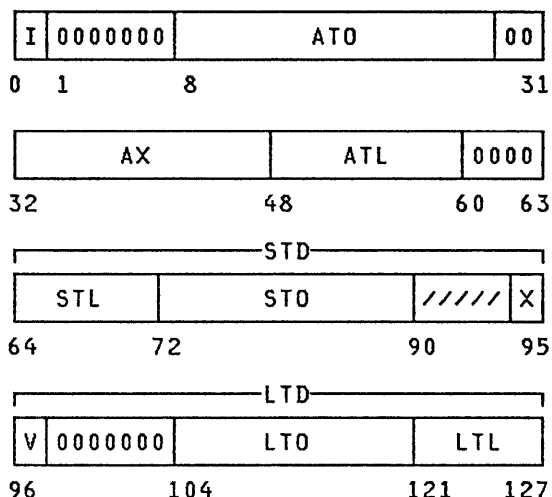 I 0000000 ATO 00
0 1 8 31
AX ATL 0000
32 48 60 63
STD
STL STO ///// X
64 72 90 95
LTD
V 0000000 LTO LTL
96 104 121 127